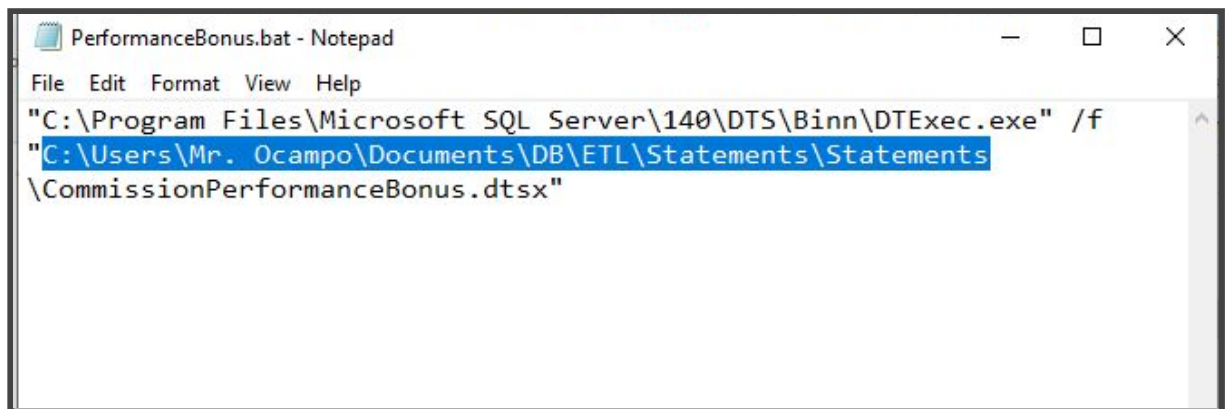 PerformanceBonus.bat - Notepad
File Edit Format View Help
"C:\Program Files\Microsoft SQL Server\140\DTS\Binn\DTExec.exe" /f
"C:\Users\Mr. Ocampo\Documents\DB\ETL\Statements\Statements
\CommissionPerformanceBonus.dtsx"